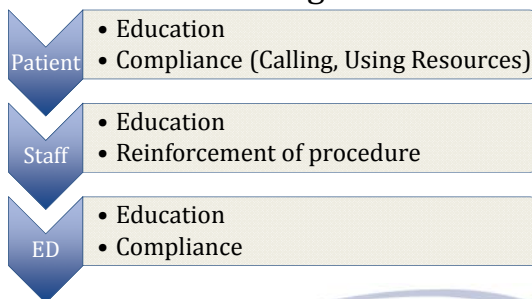 Patient
• Education
• Compliance (Calling, Using Resources)
Staff
• Education
• Reinforcement of procedure
ED
• Education
• Compliance